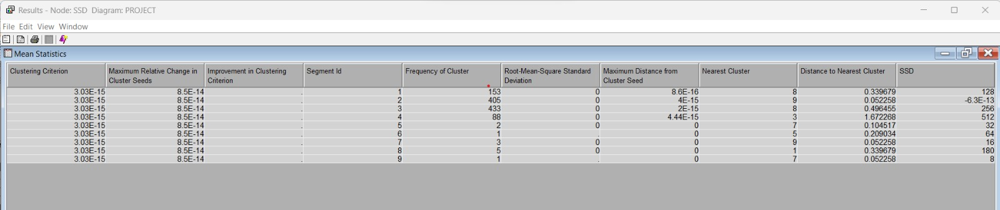 Results - Node: SSD Diagram: PROJECT
File Edit View Window
Mean Statistics
Clustering Criterion Maximum Relative Change in Cluster Seeds Improvement in Clustering Criterion Segment Id Frequency of Cluster Root-Mean-Square Standard Deviation Maximum Distance from Cluster Seed Nearest Cluster Distance to Nearest Cluster SSD
3.03E-15 8.5E-14 . 1 153 0 8.6E-16 8 0.339679 128
3.03E-15 8.5E-14 . 2 405 0 4E-15 9 0.052258 -6.3E-13
3.03E-15 8.5E-14 . 3 433 0 2E-15 8 0.496455 256
3.03E-15 8.5E-14 . 4 88 0 4.44E-15 3 1.672268 512
3.03E-15 8.5E-14 . 5 2 0 0 7 0.104517 32
3.03E-15 8.5E-14 . 6 1 . 0 5 0.209034 64
3.03E-15 8.5E-14 . 7 3 0 0 9 0.052258 16
3.03E-15 8.5E-14 . 8 5 0 0 1 0.339679 180
3.03E-15 8.5E-14 . 9 1 . 0 7 0.052258 8